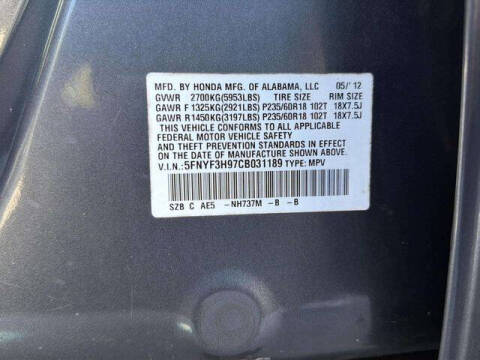 MFD. BY HONDA MFG. OF ALABAMA, LLC 05/'12
GVWR 2700KG(5953LBS) TIRE SIZE RIM SIZE
GAWR F 1325KG(2921LBS) P235/60R18 102T 18X7.5J
GAWR R1450KG(3197LBS) P235/60R18 102T 18X7.5J
THIS VEHICLE CONFORMS TO ALL APPLICABLE
FEDERAL MOTOR VEHICLE SAFETY
AND THEFT PREVENTION STANDARDS IN EFFECT
ON THE DATE OF MANUFACTURE SHOWN ABOVE.
V.I.N.: 5FNYF3H97CB031189 TYPE: MPV
SZB C AE5 -NH737M -B -B